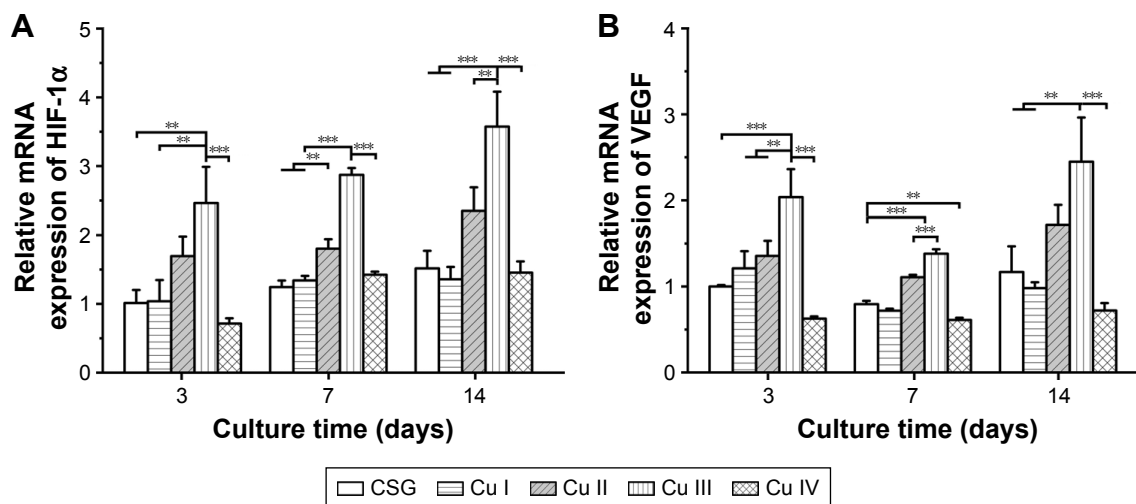 A
Relative mRNA
expression of HIF-1α
5
4
3
2
1
0
**
**
***
***
**
***
***
***
**
3
7
14
Culture time (days)
B
Relative mRNA
expression of VEGF
4
3
2
1
0
***
**
***
**
***
***
**
***
3
7
14
Culture time (days)
CSG
Cu I
Cu II
Cu III
Cu IV